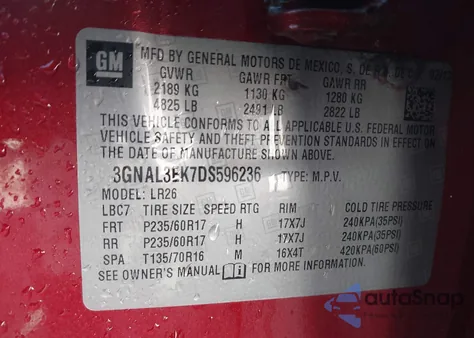 GM
MFD BY GENERAL MOTORS DE MEXICO, S. DE R.L. DE C.V.
GVWR GAWR FRT GAWR RR
2189 KG 1130 KG 1280 KG
4825 LB 2491 LB 2822 LB
THIS VEHICLE CONFORMS TO ALL APPLICABLE U.S. FEDERAL MOTOR
VEHICLE SAFETY AND THEFT PREVENTION STANDARDS IN EFFECT ON
THE DATE OF MANUFACTURE SHOWN ABOVE.
3GNAL3EK7DS596236 TYPE: M.P.V.
MODEL: LR26
LBC7 TIRE SIZE SPEED RTG RIM COLD TIRE PRESSURE
FRT P235/60R17 H 17X7J 240KPA(35PSI)
RR P235/60R17 H 17X7J 240KPA(35PSI)
SPA T135/70R16 M 16X4T 420KPA(60PSI)
SEE OWNER'S MANUAL FOR MORE INFORMATION
autoSnap